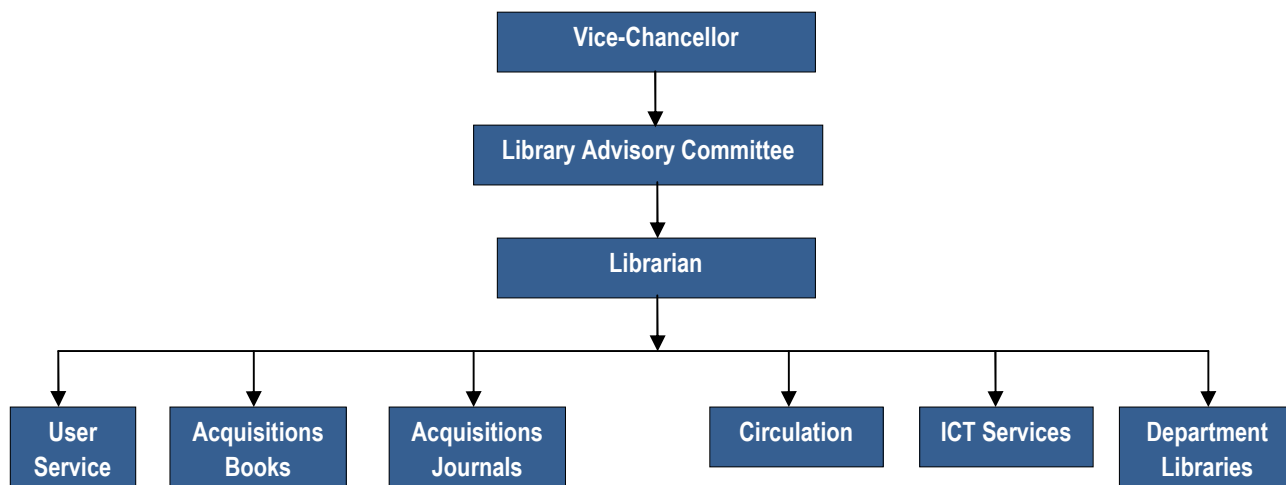 Vice-Chancellor
Library Advisory Committee
Librarian
User
Service
Acquisitions
Books
Acquisitions
Journals
Circulation
ICT Services
Department
Libraries